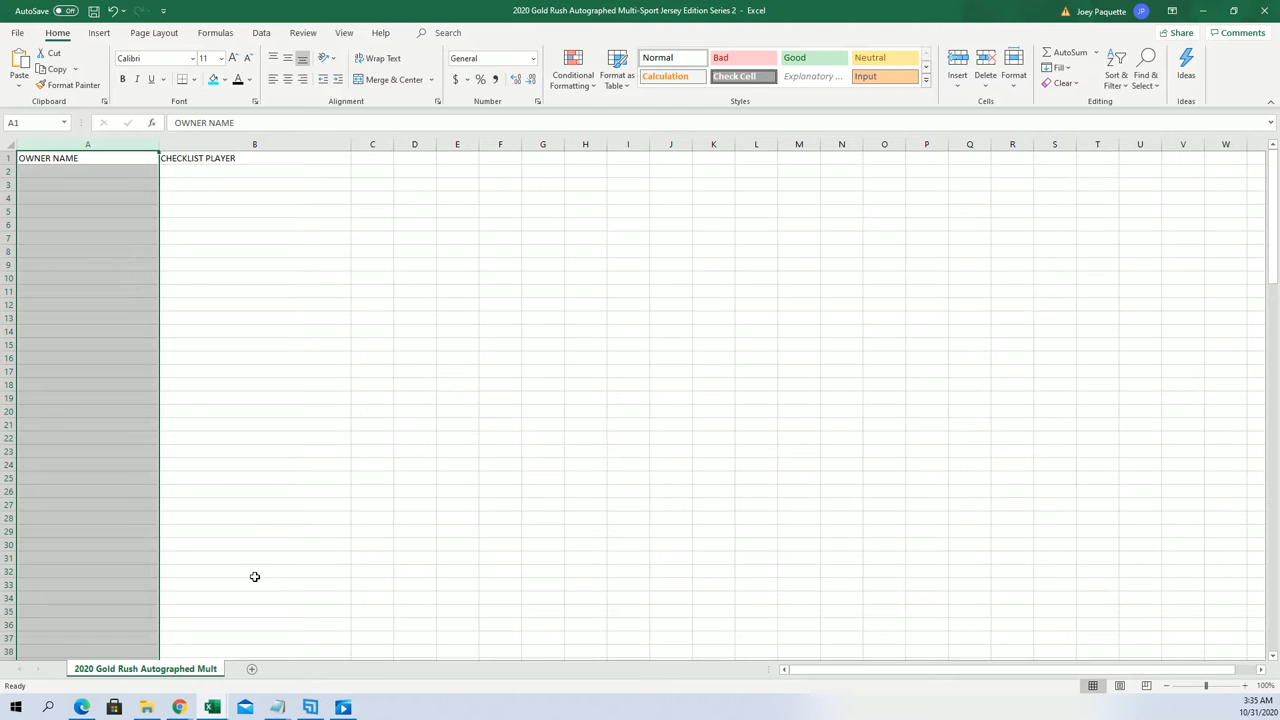 AutoSave Off 2020 Gold Rush Autographed Multi-Sport Jersey Edition Series 2 - Excel Joey Paquette JP
File Home Insert Page Layout Formulas Data Review View Help Search Share Comments
Paste Cut Copy Format Painter
Clipboard
Calibri 11
B I U
Font
Wrap Text
Merge & Center
Alignment
General
$ %
Number
Conditional Formatting
Format as Table
Normal Bad Good Neutral
Calculation Check Cell Explanatory ... Input
Styles
Insert Delete Format
Cells
AutoSum
Fill
Clear
Sort & Filter
Find & Select
Editing
Ideas
Ideas
A1 fx OWNER NAME
A B C D E F G H I J K L M N O P Q R S T U V W
1 OWNER NAME CHECKLIST PLAYER
2
3
4
5
6
7
8
9
10
11
12
13
14
15
16
17
18
19
20
21
22
23
24
25
26
27
28
29
30
31
32
33
34
35
36
37
38
2020 Gold Rush Autographed Mult
Ready 100%
3:35 AM
10/31/2020